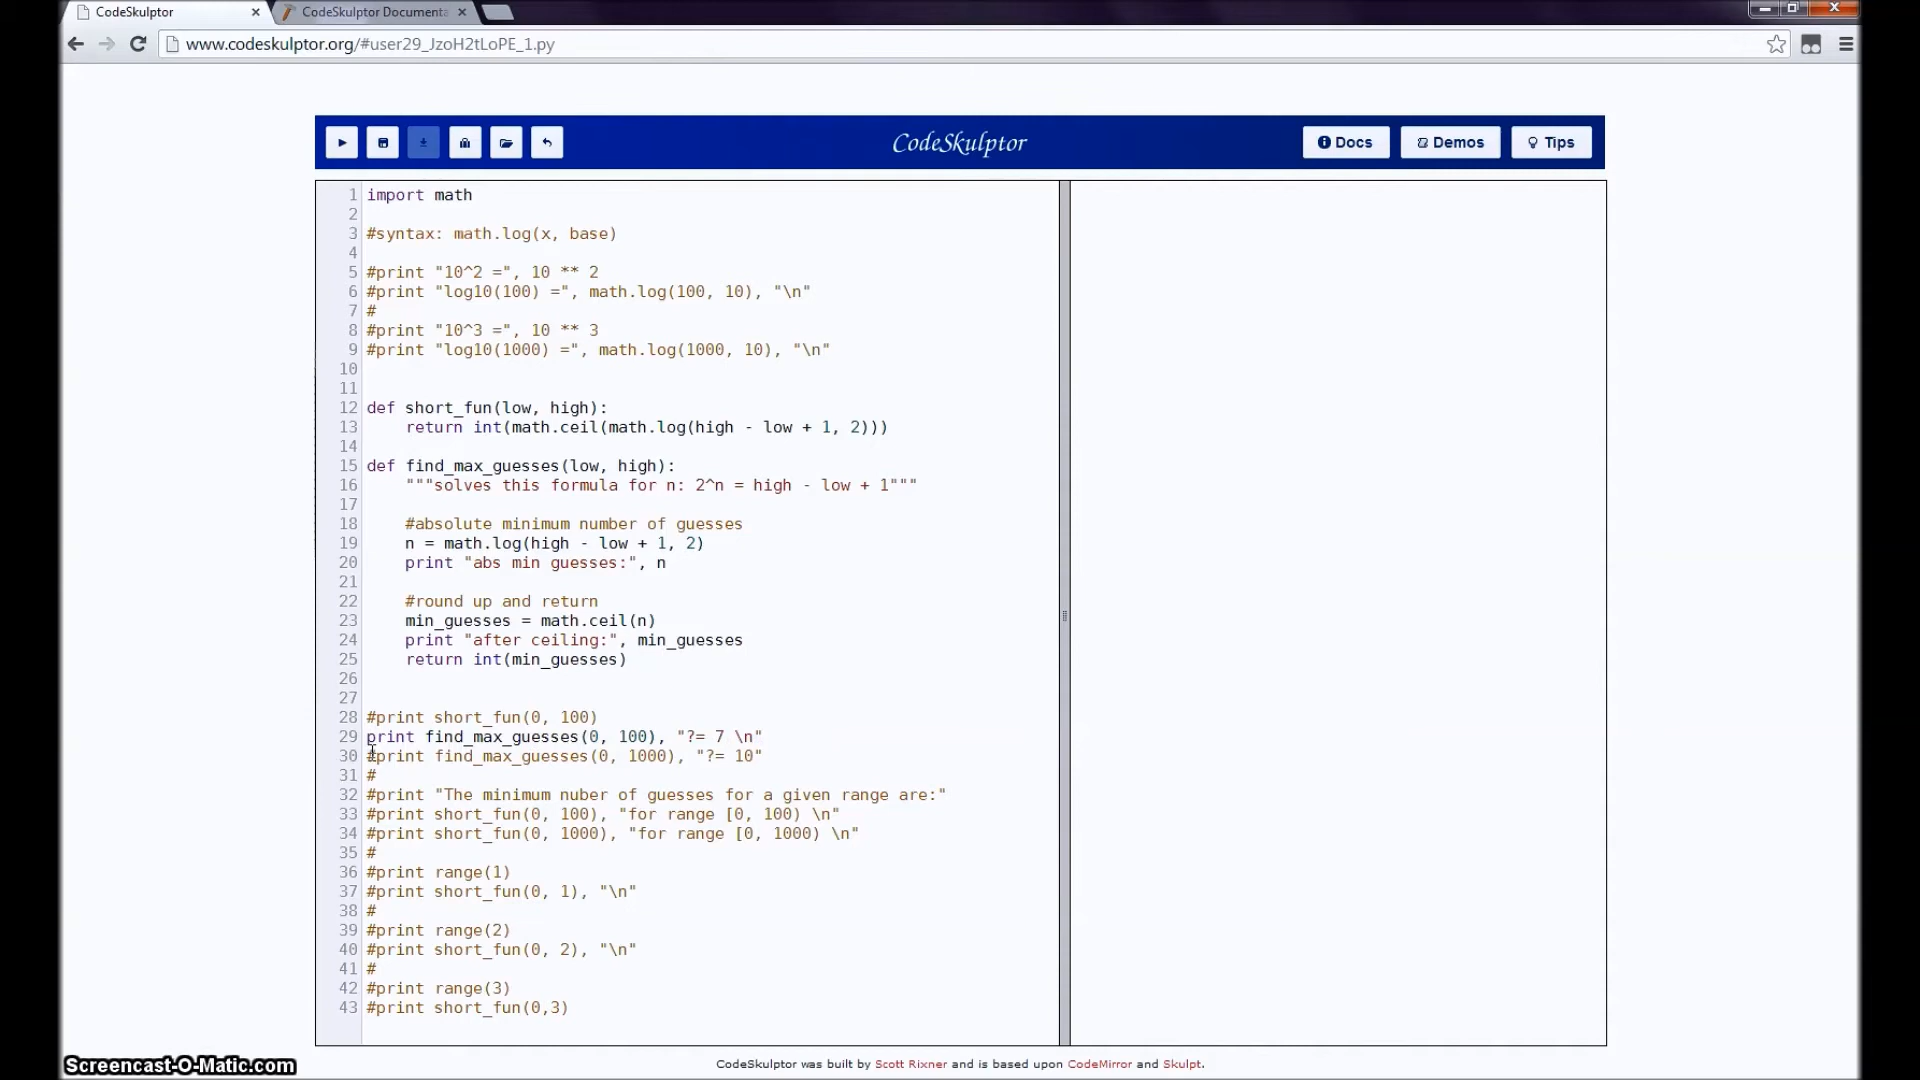 CodeSkulptor
CodeSkulptor Documenta
www.codeskulptor.org/#user29_JzoH2tLoPE_1.py
CodeSkulptor
Docs
Demos
Tips
1 import math
2
3 #syntax: math.log(x, base)
4
5 #print "10^2 =", 10 ** 2
6 #print "log10(100) =", math.log(100, 10), "\n"
7 #
8 #print "10^3 =", 10 ** 3
9 #print "log10(1000) =", math.log(1000, 10), "\n"
10
11
12 def short_fun(low, high):
13     return int(math.ceil(math.log(high - low + 1, 2)))
14
15 def find_max_guesses(low, high):
16     """solves this formula for n: 2^n = high - low + 1"""
17
18     #absolute minimum number of guesses
19     n = math.log(high - low + 1, 2)
20     print "abs min guesses:", n
21
22     #round up and return
23     min_guesses = math.ceil(n)
24     print "after ceiling:", min_guesses
25     return int(min_guesses)
26
27
28 #print short_fun(0, 100)
29 print find_max_guesses(0, 100), "?= 7 \n"
30 #print find_max_guesses(0, 1000), "?= 10"
31 #
32 #print "The minimum nuber of guesses for a given range are:"
33 #print short_fun(0, 100), "for range [0, 100) \n"
34 #print short_fun(0, 1000), "for range [0, 1000) \n"
35 #
36 #print range(1)
37 #print short_fun(0, 1), "\n"
38 #
39 #print range(2)
40 #print short_fun(0, 2), "\n"
41 #
42 #print range(3)
43 #print short_fun(0,3)
CodeSkulptor was built by Scott Rixner and is based upon CodeMirror and Skulpt.
Screencast-O-Matic.com